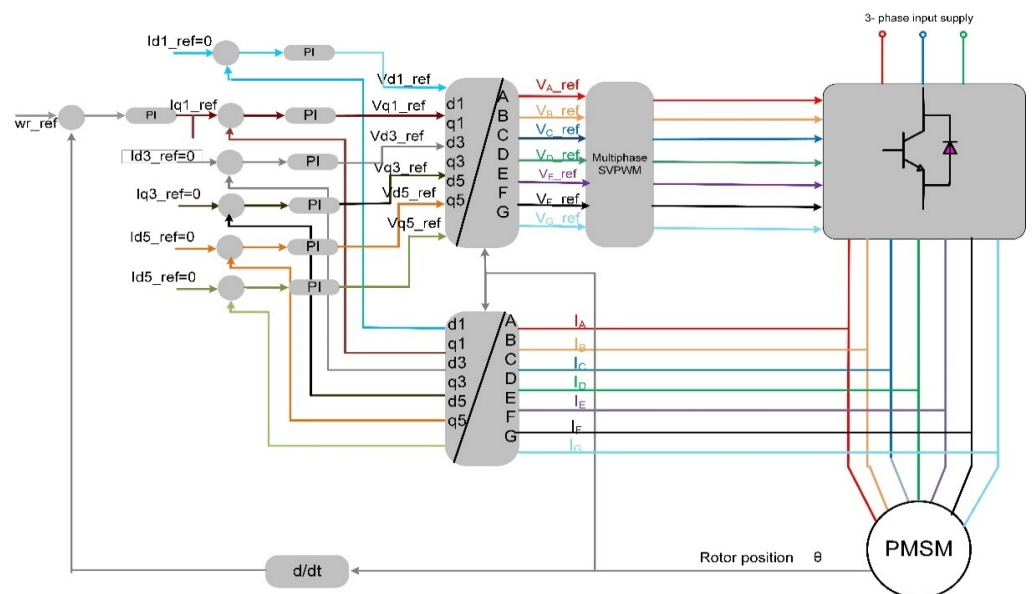 3- phase input supply
Id1_ref=0
PI
Vd1_ref
wr_ref
PI
Iq1_ref
PI
Vq1_ref
Id3_ref=0
PI
Vd3_ref
Iq3_ref=0
PI
Vq3_ref
Id5_ref=0
PI
Vd5_ref
Id5_ref=0
PI
Vq5_ref
d1
q1
d3
q3
d5
q5
A
B
C
D
E
F
G
VA_ref
VB_ref
VC_ref
VD_ref
VE_ref
VF_ref
VG_ref
Multiphase
SVPWM
d1
q1
d3
q3
d5
q5
A
B
C
D
E
F
G
IA
IB
IC
ID
IE
IF
IG
PMSM
Rotor position θ
d/dt